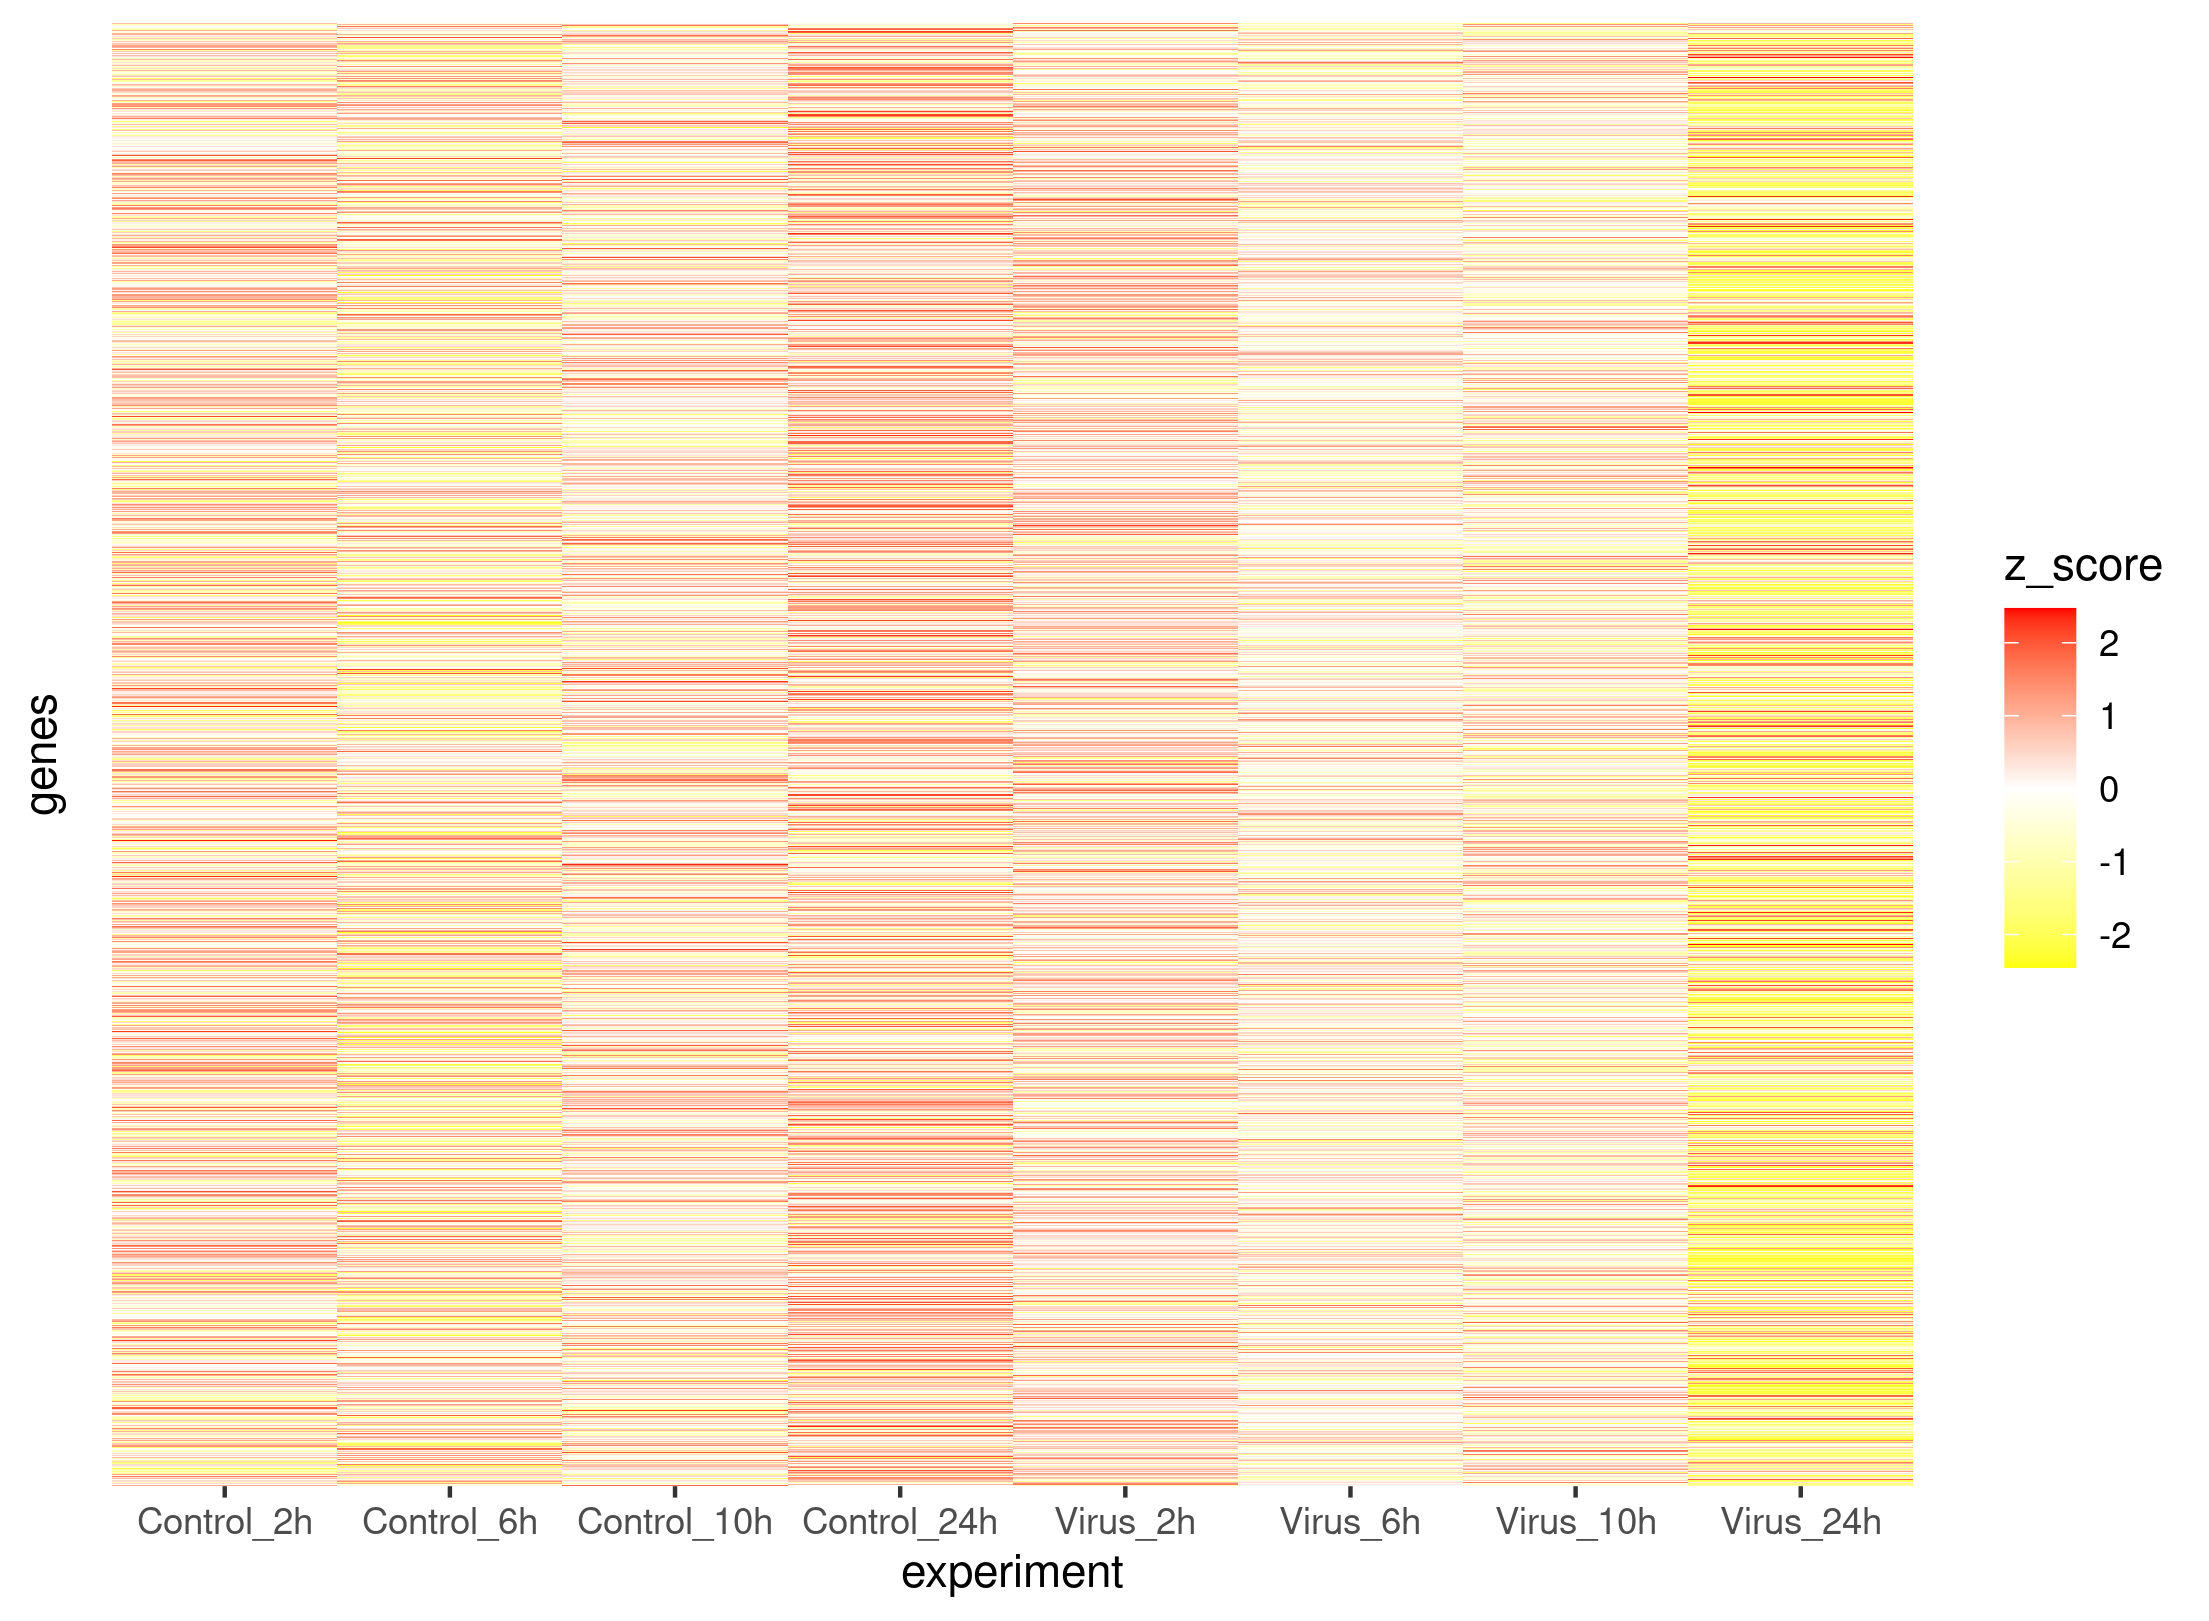 genes
z_score
2
1
0
-1
-2
Control_2h Control_6h Control_10h Control_24h Virus_2h Virus_6h Virus_10h Virus_24h
experiment